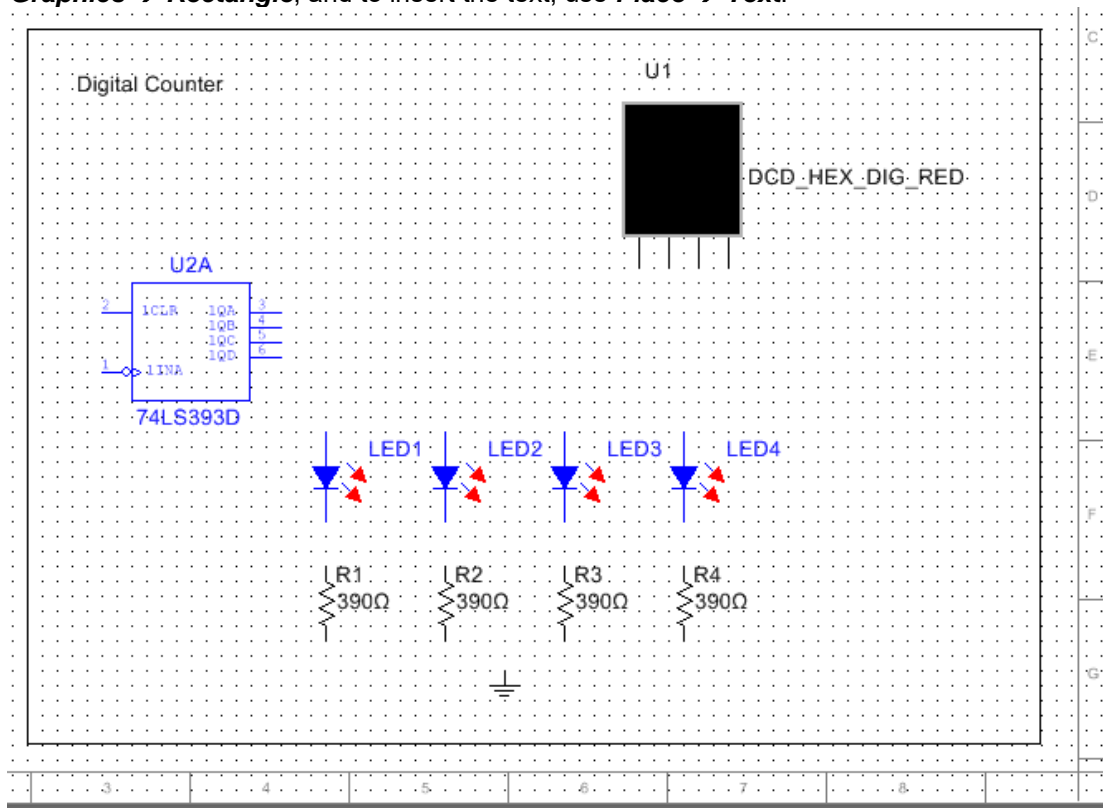 Graphics → Rectangle, and to insert the text, use Place → Text.
C
Digital Counter
U1
DCD_HEX_DIG_RED
D
U2A
2 1CLR 1QA 3
1QB 4
1QC 5
1QD 6
1 1INA
E
74LS393D
LED1 LED2 LED3 LED4
F
R1 R2 R3 R4
390Ω 390Ω 390Ω 390Ω
G
3 4 5 6 7 8